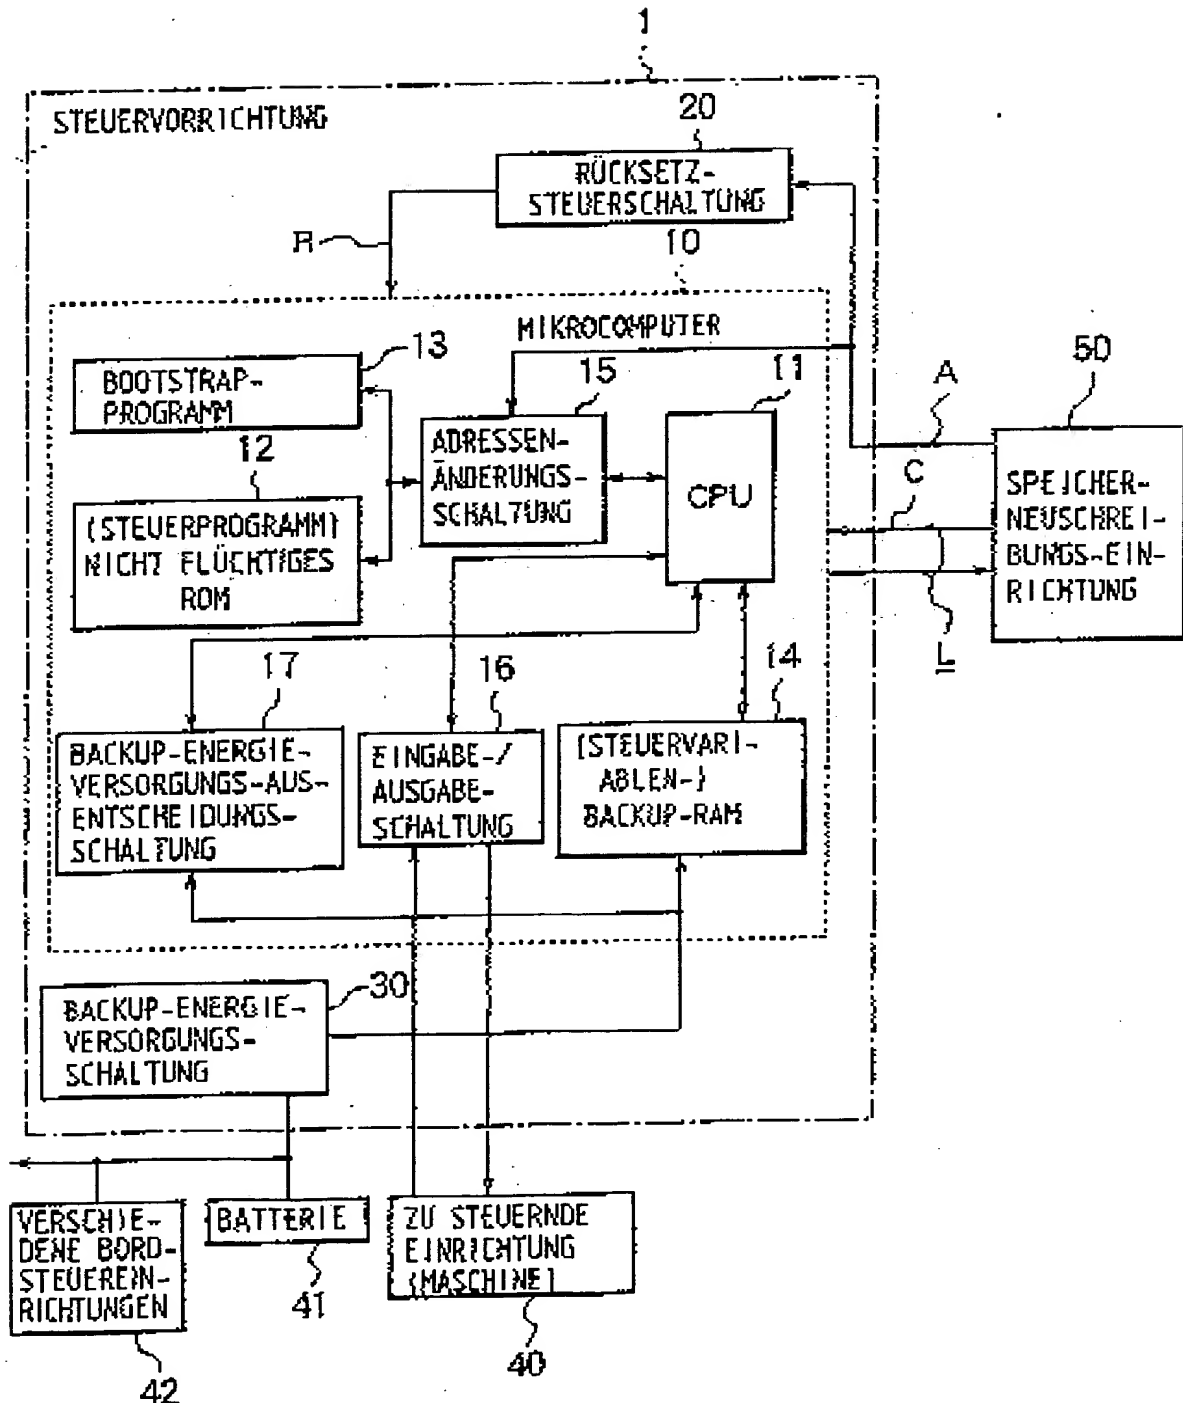 1
STEUERVORRICHTUNG
20
RÜCKSETZ-
STEUERSCHALTUNG
R
10
MIKROCOMPUTER
13
BOOTSTRAP-
PROGRAMM
15
11
50
A
ADRESSEN-
ÄNDERUNGS-
SCHALTUNG
CPU
12
(STEUERPROGRAMM)
NICHT FLÜCHTIGES
ROM
C
SPEICHER-
NEUSCHREI-
BUNGS-EIN-
RICHTUNG
L
17
16
14
BACKUP-ENERGIE-
VERSORGUNGS-AUS-
ENTSCHEIDUNGS-
SCHALTUNG
EINGABE-/
AUSGABE-
SCHALTUNG
(STEUERVARI-
ABLEN-)
BACKUP-RAM
30
BACKUP-ENERGIE-
VERSORGUNGS-
SCHALTUNG
VERSCHIE-
DENE BORD-
STEUEREIN-
RICHTUNGEN
BATTERIE
ZU STEUERNDE
EINRICHTUNG
(MASCHINE)
41
40
42